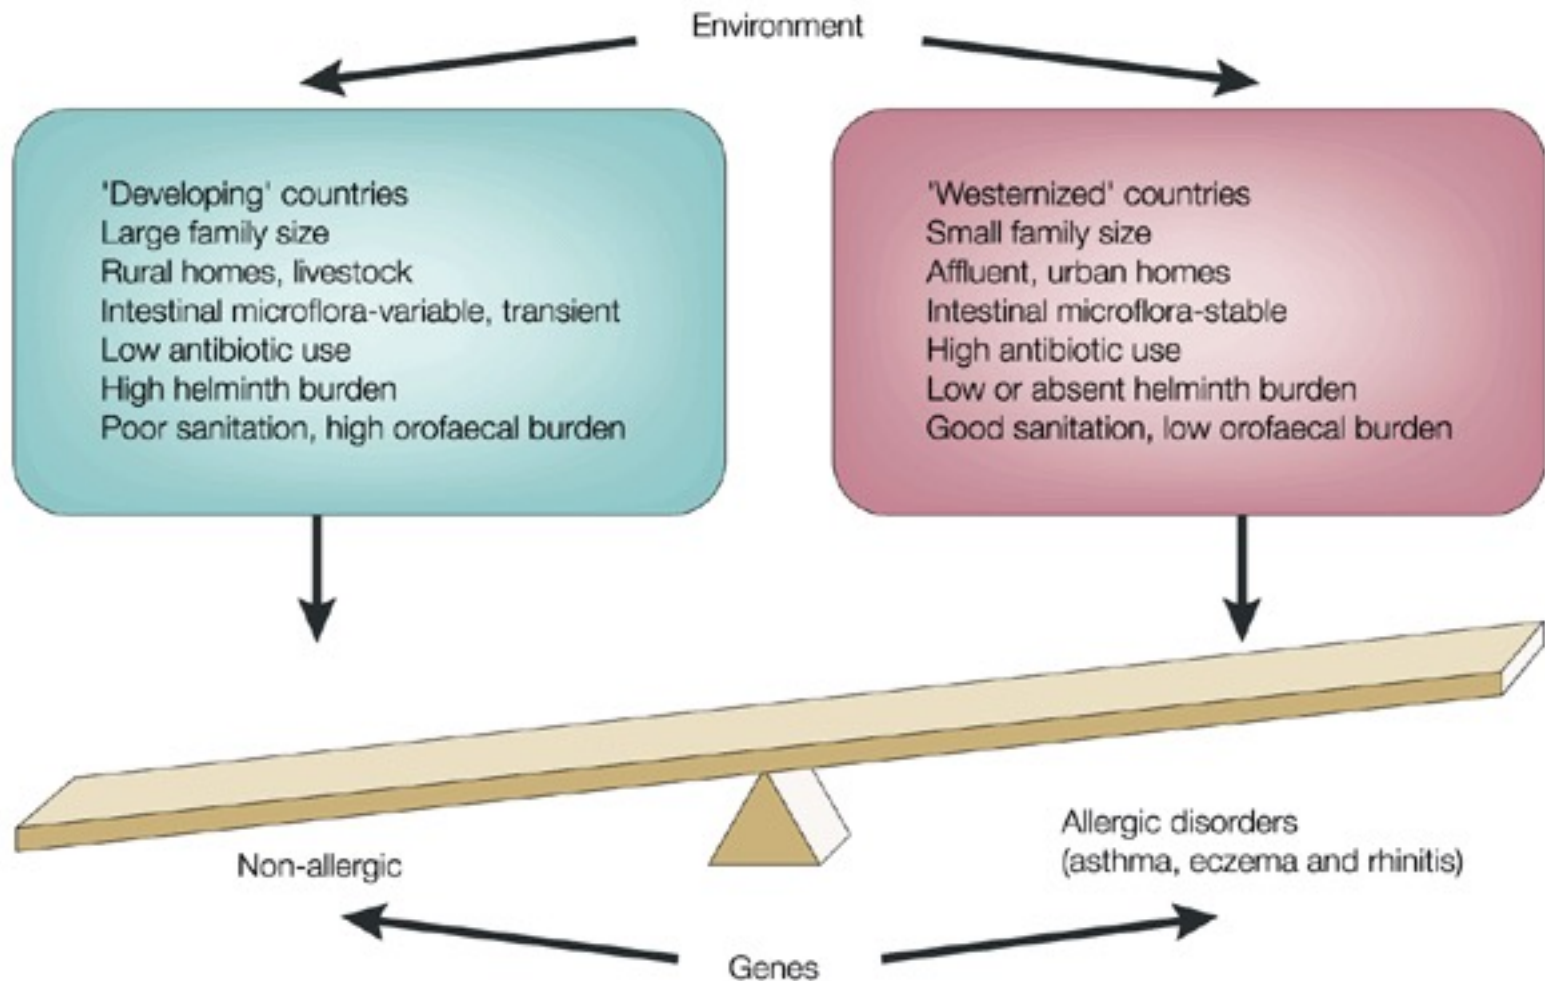 Environment
'Developing' countries
Large family size
Rural homes, livestock
Intestinal microflora-variable, transient
Low antibiotic use
High helminth burden
Poor sanitation, high orofaecal burden
'Westernized' countries
Small family size
Affluent, urban homes
Intestinal microflora-stable
High antibiotic use
Low or absent helminth burden
Good sanitation, low orofaecal burden
Non-allergic
Allergic disorders
(asthma, eczema and rhinitis)
Genes